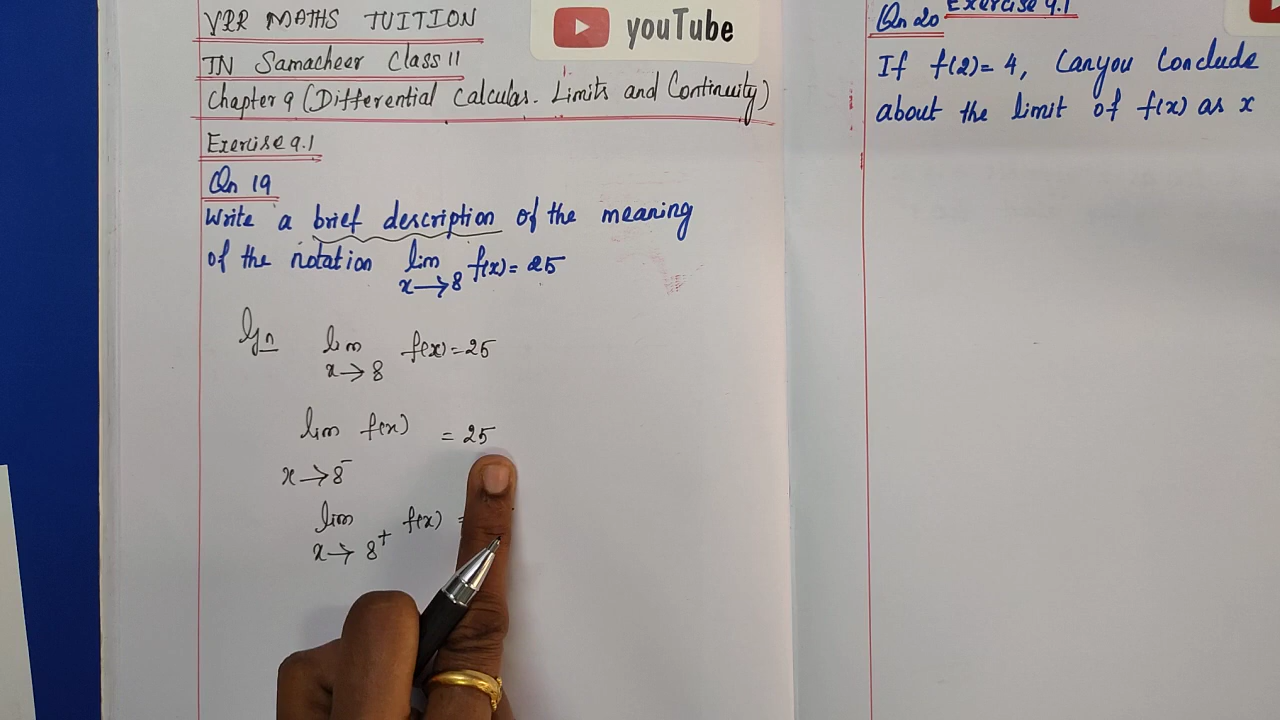 VRR MATHS TUITION
TN Samacheer Class 11
Chapter 9 (Differential Calculas. Limits and Continuity)
Exercise 9.1
Qn 19
Write a brief description of the meaning
of the notation lim f(x) = 25
x→8
Gn lim f(x) = 25
x→8
lim f(x) = 25
x→8⁻
lim f(x) =
x→8⁺
youTube
Qn 20 Exercise 9.1
If f(2) = 4, Can you Conclude
about the limit of f(x) as x